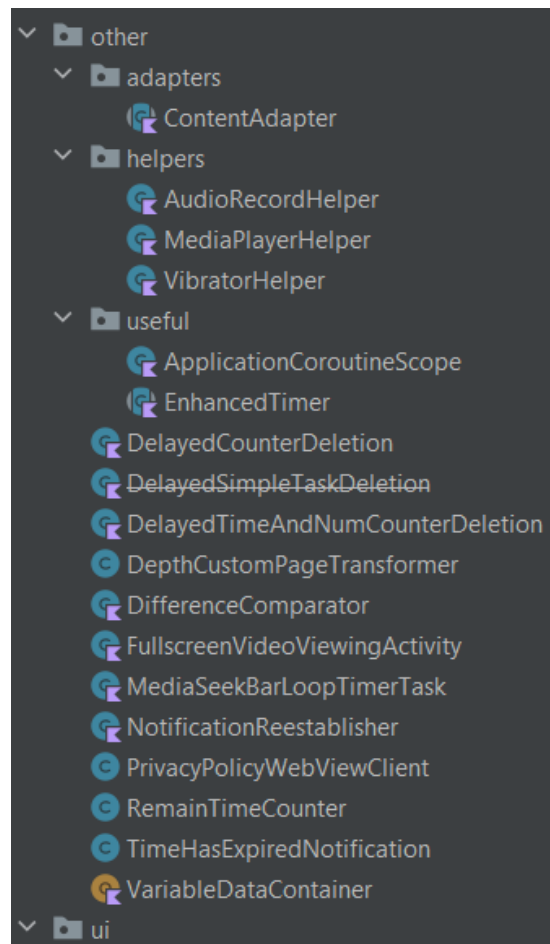 other
adapters
ContentAdapter
helpers
AudioRecordHelper
MediaPlayerHelper
VibratorHelper
useful
ApplicationCoroutineScope
EnhancedTimer
DelayedCounterDeletion
DelayedSimpleTaskDeletion
DelayedTimeAndNumCounterDeletion
DepthCustomPageTransformer
DifferenceComparator
FullscreenVideoViewingActivity
MediaSeekBarLoopTimerTask
NotificationReestablisher
PrivacyPolicyWebViewClient
RemainTimeCounter
TimeHasExpiredNotification
VariableDataContainer
ui